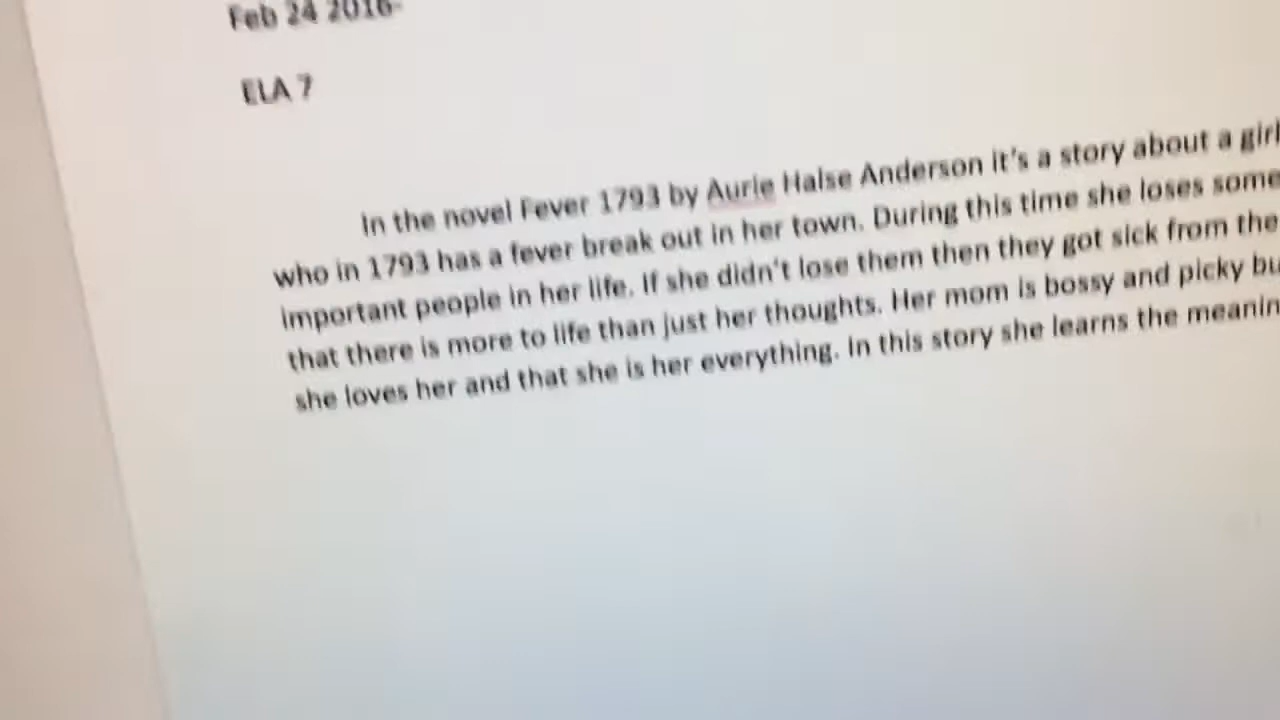 Feb 24 2016-
ELA 7
In the novel Fever 1793 by Aurie Halse Anderson it's a story about a girl
who in 1793 has a fever break out in her town. During this time she loses some
important people in her life. If she didn't lose them then they got sick from the
that there is more to life than just her thoughts. Her mom is bossy and picky bu
she loves her and that she is her everything. In this story she learns the meanin